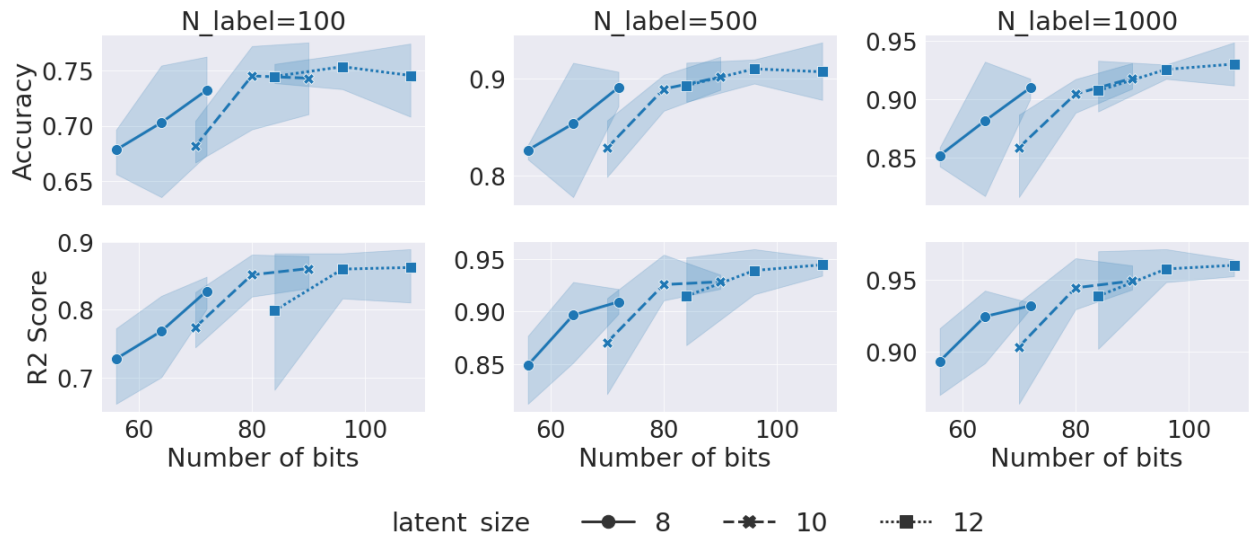 N_label=100 N_label=500 N_label=1000
Accuracy
0.75
0.70
0.65
0.9
0.8
0.95
0.90
0.85
R2 Score
0.9
0.8
0.7
0.95
0.90
0.85
0.95
0.90
60 80 100 60 80 100 60 80 100
Number of bits Number of bits Number of bits
latent size 8 10 12